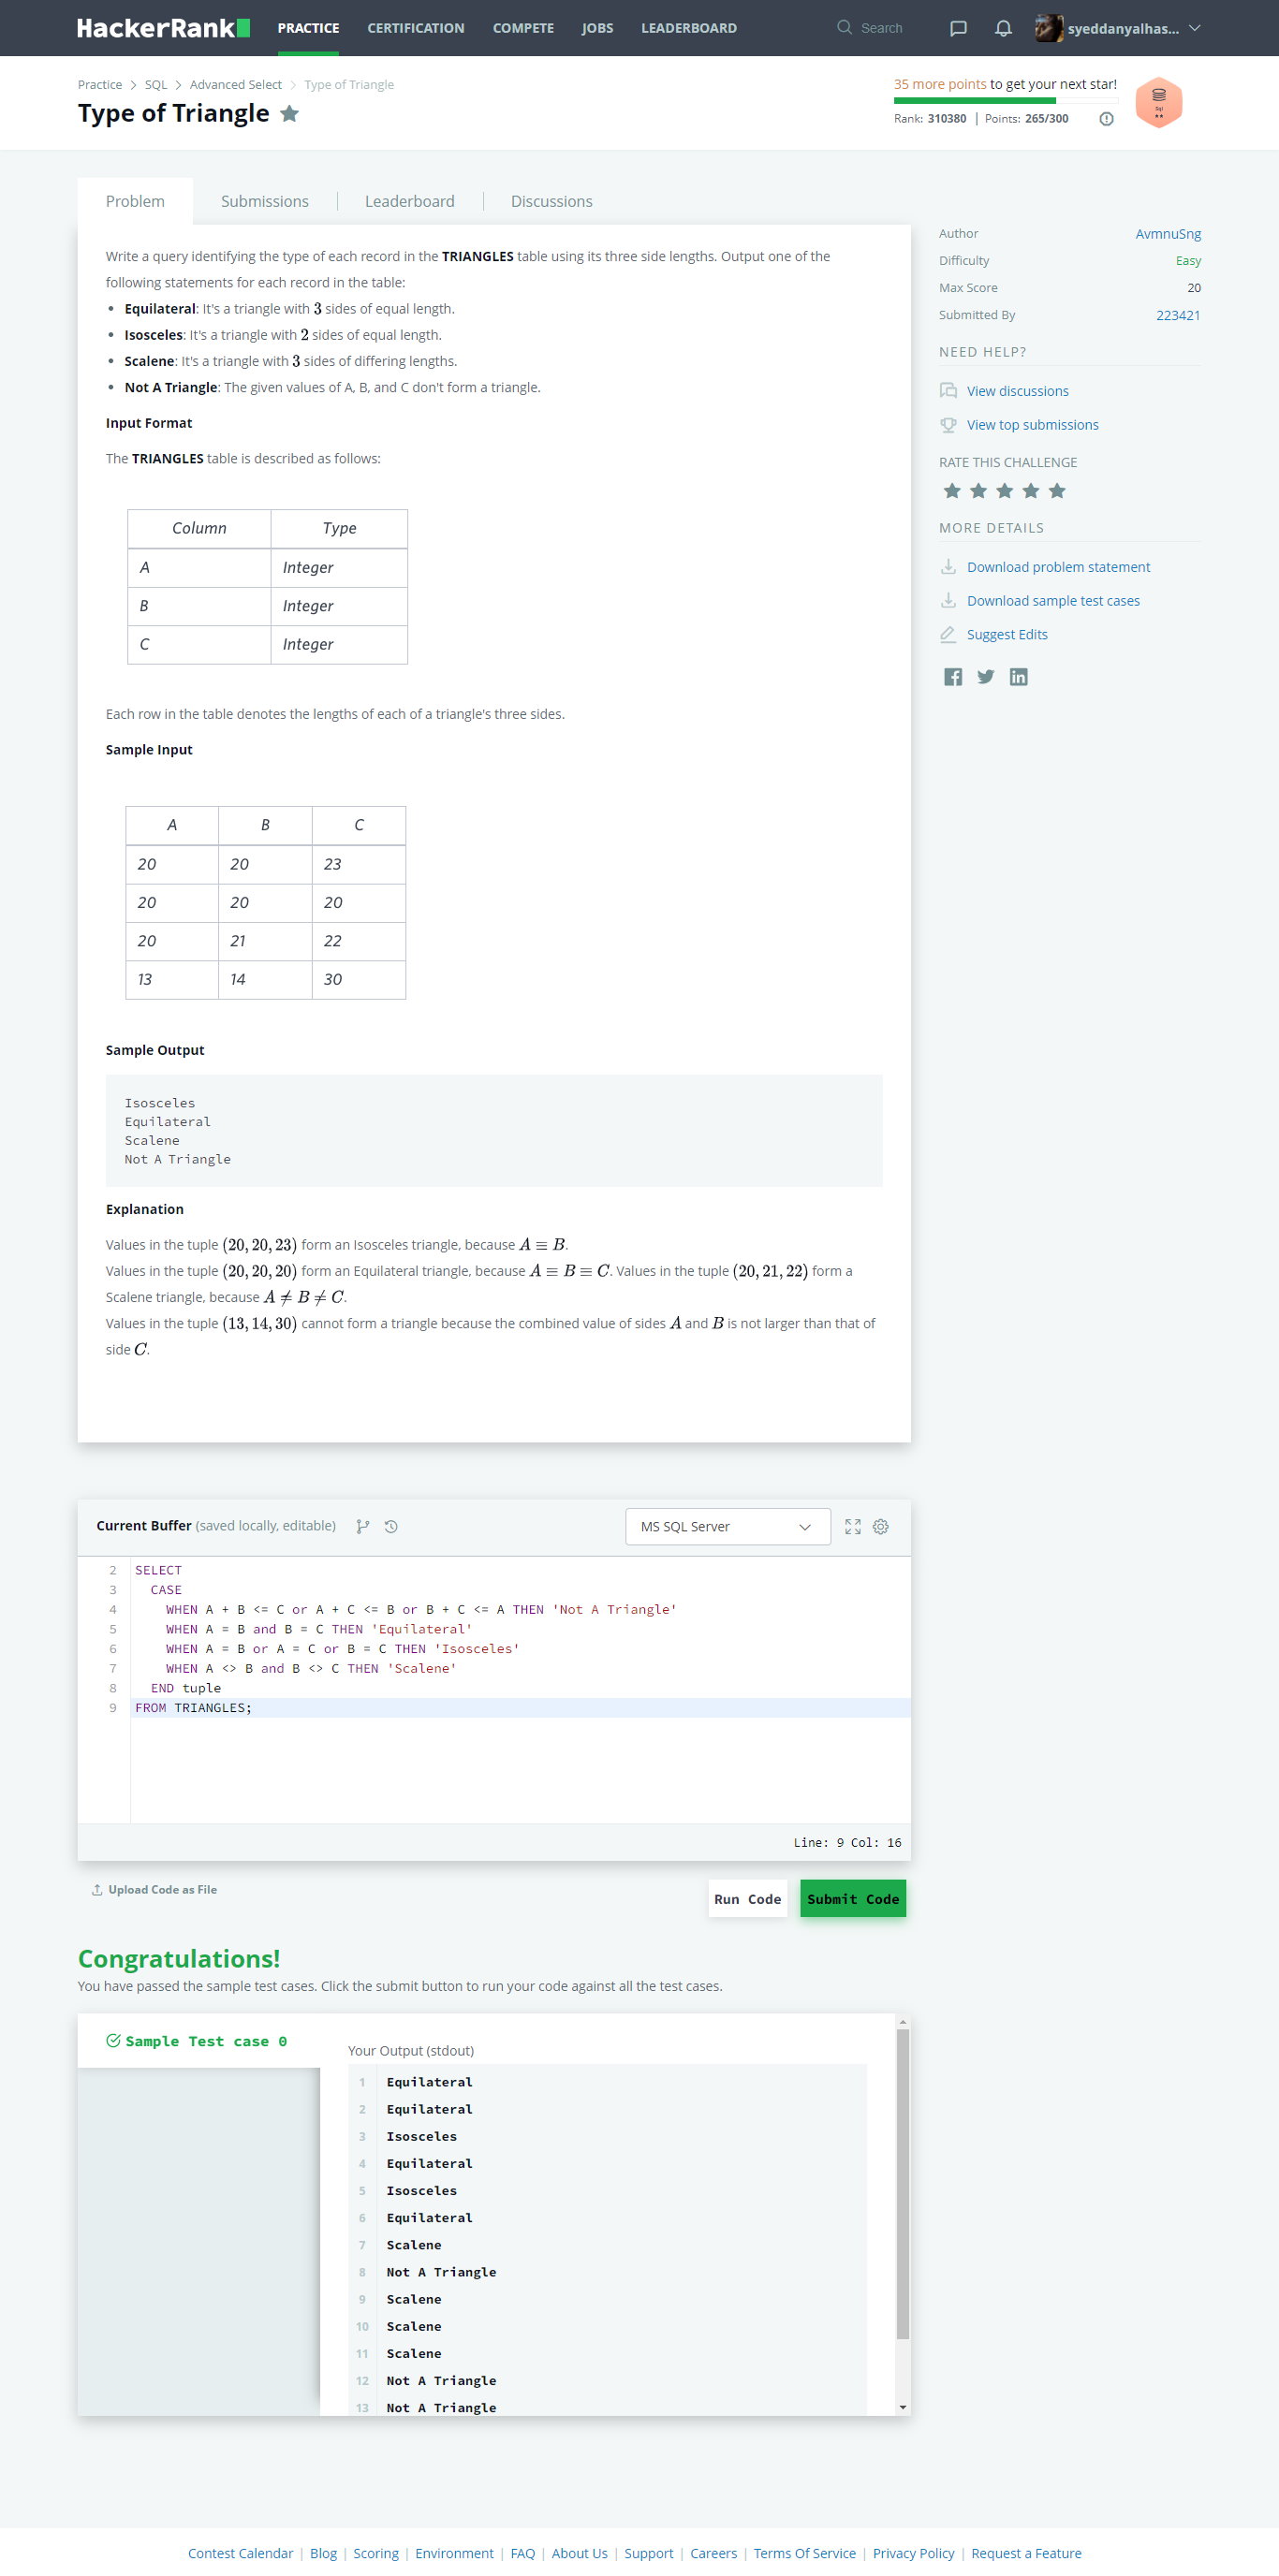 HackerRank
PRACTICE CERTIFICATION COMPETE JOBS LEADERBOARD Search syeddanyalhas...
Practice > SQL > Advanced Select > Type of Triangle
Type of Triangle
35 more points to get your next star!
Rank: 310380 | Points: 265/300
Sql
Problem Submissions Leaderboard Discussions
Write a query identifying the type of each record in the TRIANGLES table using its three side lengths. Output one of the
following statements for each record in the table:
• Equilateral: It's a triangle with 3 sides of equal length.
• Isosceles: It's a triangle with 2 sides of equal length.
• Scalene: It's a triangle with 3 sides of differing lengths.
• Not A Triangle: The given values of A, B, and C don't form a triangle.
Input Format
The TRIANGLES table is described as follows:
Column Type
A Integer
B Integer
C Integer
Each row in the table denotes the lengths of each of a triangle's three sides.
Sample Input
A B C
20 20 23
20 20 20
20 21 22
13 14 30
Sample Output
Isosceles
Equilateral
Scalene
Not A Triangle
Explanation
Values in the tuple (20, 20, 23) form an Isosceles triangle, because A ≡ B.
Values in the tuple (20, 20, 20) form an Equilateral triangle, because A ≡ B ≡ C. Values in the tuple (20, 21, 22) form a
Scalene triangle, because A ≠ B ≠ C.
Values in the tuple (13, 14, 30) cannot form a triangle because the combined value of sides A and B is not larger than that of
side C.
Author AvmnuSng
Difficulty Easy
Max Score 20
Submitted By 223421
NEED HELP?
View discussions
View top submissions
RATE THIS CHALLENGE
MORE DETAILS
Download problem statement
Download sample test cases
Suggest Edits
Current Buffer (saved locally, editable) MS SQL Server
2 SELECT
3 CASE
4 WHEN A + B <= C or A + C <= B or B + C <= A THEN 'Not A Triangle'
5 WHEN A = B and B = C THEN 'Equilateral'
6 WHEN A = B or A = C or B = C THEN 'Isosceles'
7 WHEN A <> B and B <> C THEN 'Scalene'
8 END tuple
9 FROM TRIANGLES;
Line: 9 Col: 16
Upload Code as File Run Code Submit Code
Congratulations!
You have passed the sample test cases. Click the submit button to run your code against all the test cases.
Sample Test case 0
Your Output (stdout)
1 Equilateral
2 Equilateral
3 Isosceles
4 Equilateral
5 Isosceles
6 Equilateral
7 Scalene
8 Not A Triangle
9 Scalene
10 Scalene
11 Scalene
12 Not A Triangle
13 Not A Triangle
Contest Calendar | Blog | Scoring | Environment | FAQ | About Us | Support | Careers | Terms Of Service | Privacy Policy | Request a Feature